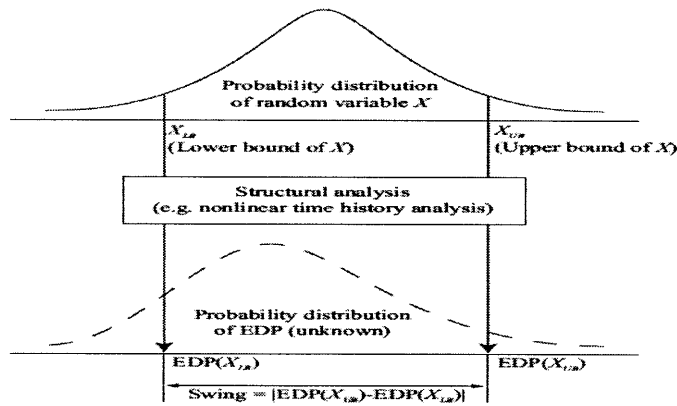 Probability distribution
of random variable X
X_LB
(Lower bound of X)
X_UB
(Upper bound of X)
Structural analysis
(e.g. nonlinear time history analysis)
Probability distribution
of EDP (unknown)
EDP(X_LB)
EDP(X_UB)
Swing = |EDP(X_UB)-EDP(X_LB)|